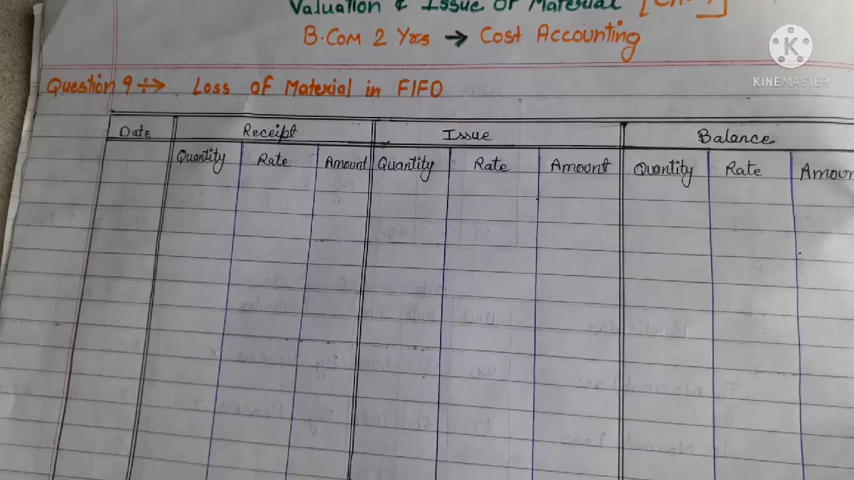 Valuation & Issue of Material
B.Com 2 Yrs → Cost Accounting
KINEMASTER
Question 9 ÷→ Loss of Material in FIFO
Date Receipt Issue Balance
Quantity Rate Amount Quantity Rate Amount Quantity Rate Amoun